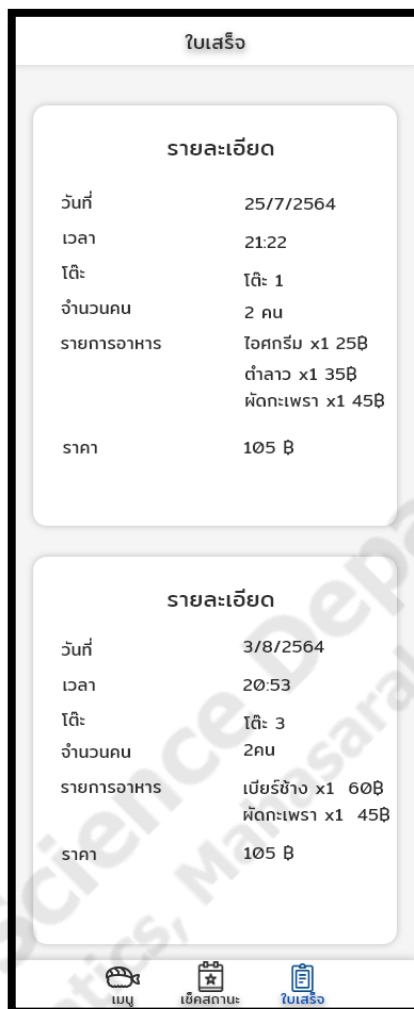 ใบเสร็จ
รายละเอียด
วันที่ 25/7/2564
เวลา 21:22
โต๊ะ โต๊ะ 1
จำนวนคน 2 คน
รายการอาหาร ไอศกรีม x1 25฿
ตำลาว x1 35฿
ผัดกะเพรา x1 45฿
ราคา 105 ฿
รายละเอียด
วันที่ 3/8/2564
เวลา 20:53
โต๊ะ โต๊ะ 3
จำนวนคน 2คน
รายการอาหาร เบียร์ช้าง x1 60฿
ผัดกะเพรา x1 45฿
ราคา 105 ฿
เมนู เช็คสถานะ ใบเสร็จ